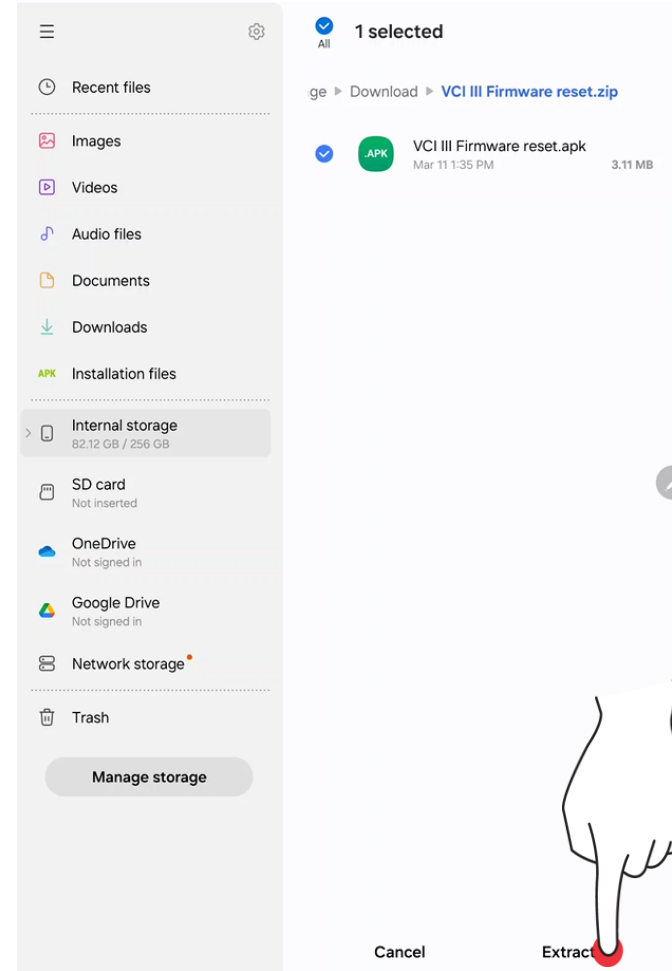 Recent files
Images
Videos
Audio files
Documents
Downloads
APK Installation files
Internal storage
82.12 GB / 256 GB
SD card
Not inserted
OneDrive
Not signed in
Google Drive
Not signed in
Network storage
Trash
Manage storage
All
1 selected
ge Download VCI III Firmware reset.zip
.APK
VCI III Firmware reset.apk
Mar 11 1:35 PM 3.11 MB
Cancel Extract